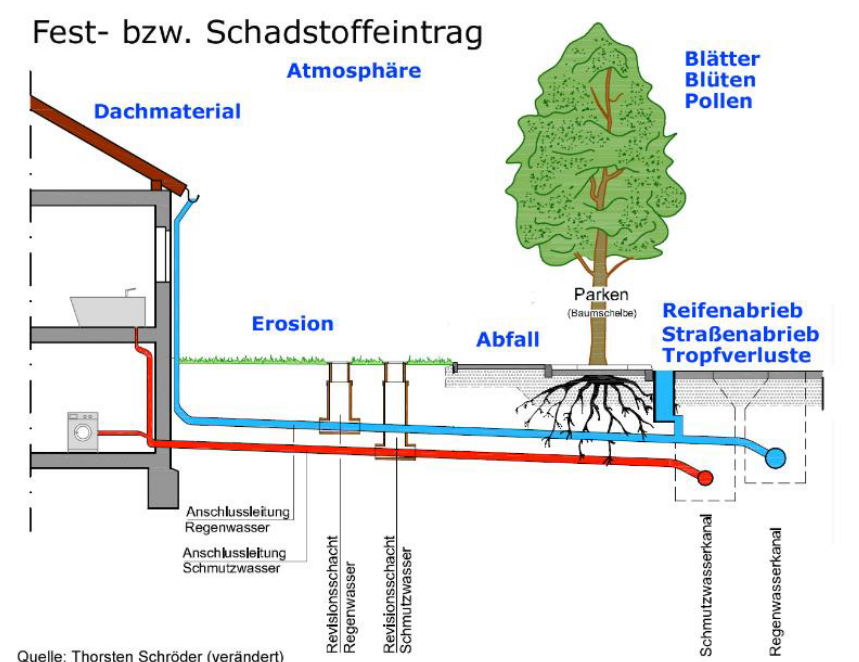 Fest- bzw. Schadstoffeintrag
Atmosphäre
Blätter
Blüten
Pollen
Dachmaterial
Parken
(Baumscheibe)
Erosion
Abfall
Reifenabrieb
Straßenabrieb
Tropfverluste
Anschlussleitung
Regenwasser
Anschlussleitung
Schmutzwasser
Revisionsschacht
Regenwasser
Revisionsschacht
Schmutzwasser
Schmutzwasserkanal
Regenwasserkanal
Quelle: Thorsten Schröder (verändert)